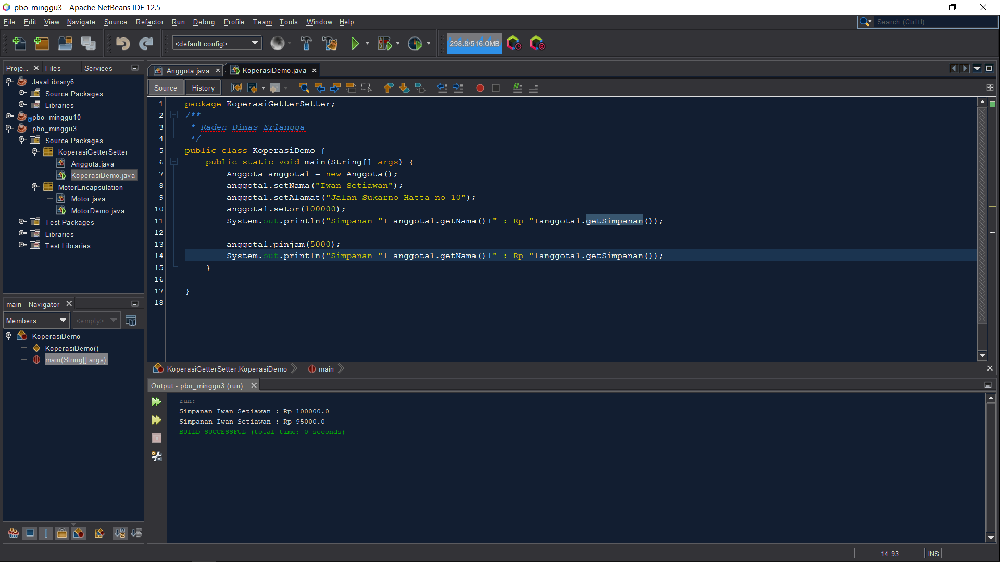 pbo_minggu3 - Apache NetBeans IDE 12.5
File Edit View Navigate Source Refactor Run Debug Profile Team Tools Window Help
Search (Ctrl+I)
<default config>
298.8/516.0MB
Proje... Files Services
JavaLibrary6
Source Packages
Libraries
pbo_minggu10
pbo_minggu3
Source Packages
KoperasiGetterSetter
Anggota.java
KoperasiDemo.java
MotorEncapsulation
Motor.java
MotorDemo.java
Test Packages
Libraries
Test Libraries
main - Navigator
Members <empty>
KoperasiDemo
KoperasiDemo()
main(String[] args)
Anggota.java KoperasiDemo.java
Source History
1 package KoperasiGetterSetter;
2 /**
3 * Raden Dimas Erlangga
4 */
5 public class KoperasiDemo {
6 public static void main(String[] args) {
7 Anggota anggota1 = new Anggota();
8 anggota1.setNama("Iwan Setiawan");
9 anggota1.setAlamat("Jalan Sukarno Hatta no 10");
10 anggota1.setor(100000);
11 System.out.println("Simpanan "+ anggota1.getNama()+" : Rp "+anggota1.getSimpanan());
12
13 anggota1.pinjam(5000);
14 System.out.println("Simpanan "+ anggota1.getNama()+" : Rp "+anggota1.getSimpanan());
15 }
16
17 }
18
KoperasiGetterSetter.KoperasiDemo main
Output - pbo_minggu3 (run)
run:
Simpanan Iwan Setiawan : Rp 100000.0
Simpanan Iwan Setiawan : Rp 95000.0
BUILD SUCCESSFUL (total time: 0 seconds)
14:93 INS